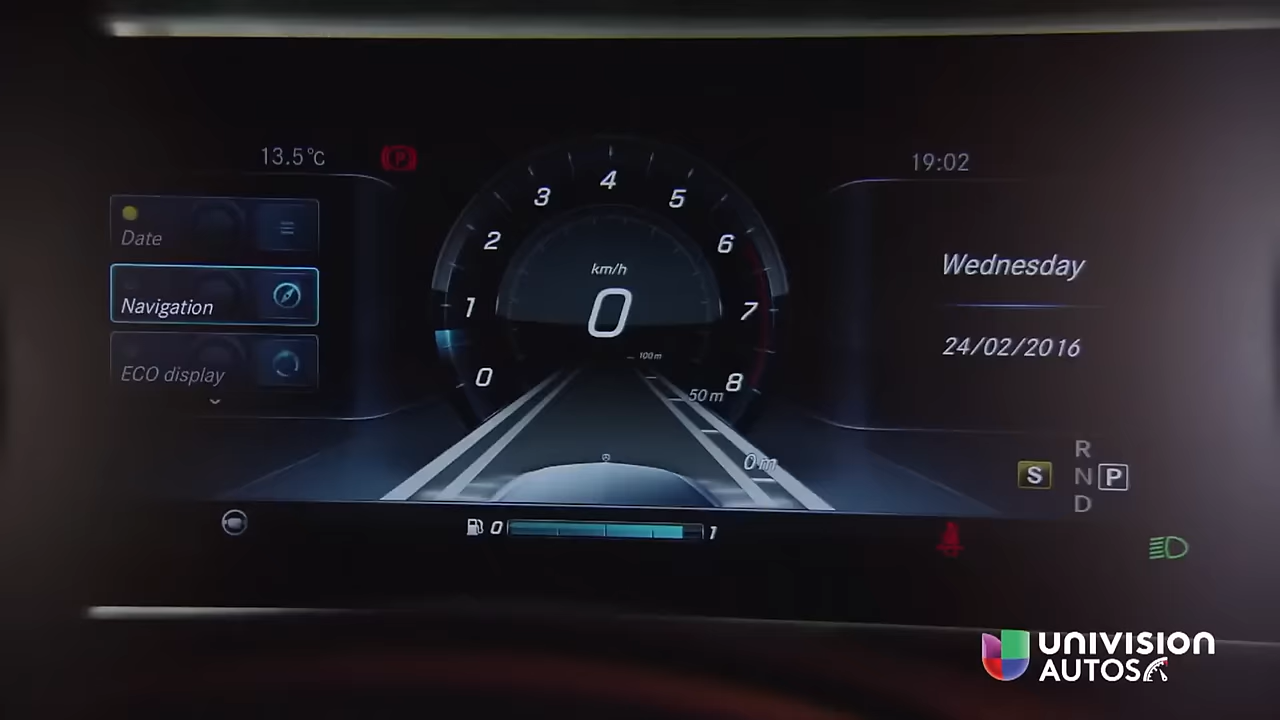 13.5°C
P
19:02
Date
Navigation
ECO display
0
1
2
3
4
5
6
7
8
km/h
0
100m
50 m
0 m
Wednesday
24/02/2016
S
R
N P
D
0 1
UNIVISION
AUTOS